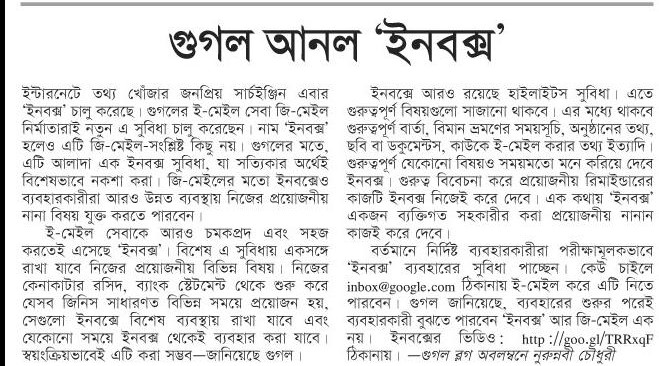 গুগল আনল ‘ইনবক্স’
ইন্টারনেটে তথ্য খোঁজার জনপ্রিয় সার্চইঞ্জিন এবার
‘ইনবক্স’ চালু করেছে। গুগলের ই-মেইল সেবা জি-মেইল
নির্মাতারাই নতুন এ সুবিধা চালু করেছেন। নাম ‘ইনবক্স’
হলেও এটি জি-মেইল-সংশ্লিষ্ট কিছু নয়। গুগলের মতে,
এটি আলাদা এক ইনবক্স সুবিধা, যা সত্যিকার অর্থেই
বিশেষভাবে নকশা করা। জি-মেইলের মতো ইনবক্সেও
ব্যবহারকারীরা আরও উন্নত ব্যবস্থায় নিজের প্রয়োজনীয়
নানা বিষয় যুক্ত করতে পারবেন।
ই-মেইল সেবাকে আরও চমকপ্রদ এবং সহজ
করতেই এসেছে ‘ইনবক্স’। বিশেষ এ সুবিধায় একসঙ্গে
রাখা যাবে নিজের প্রয়োজনীয় বিভিন্ন বিষয়। নিজের
কেনাকাটার রসিদ, ব্যাংক স্টেটমেন্ট থেকে শুরু করে
যেসব জিনিস সাধারণত বিভিন্ন সময়ে প্রয়োজন হয়,
সেগুলো ইনবক্সে বিশেষ ব্যবস্থায় রাখা যাবে এবং
যেকোনো সময়ে ইনবক্স থেকেই ব্যবহার করা যাবে।
স্বয়ংক্রিয়ভাবেই এটি করা সম্ভব—জানিয়েছে গুগল।
ইনবক্সে আরও রয়েছে হাইলাইটস সুবিধা। এতে
গুরুত্বপূর্ণ বিষয়গুলো সাজানো থাকবে। এর মধ্যে থাকবে
গুরুত্বপূর্ণ বার্তা, বিমান ভ্রমণের সময়সূচি, অনুষ্ঠানের তথ্য,
ছবি বা ডকুমেন্টস, কাউকে ই-মেইল করার তথ্য ইত্যাদি।
গুরুত্বপূর্ণ যেকোনো বিষয়ও সময়মতো মনে করিয়ে দেবে
ইনবক্স। গুরুত্ব বিবেচনা করে প্রয়োজনীয় রিমাইন্ডারের
কাজটি ইনবক্স নিজেই করে দেবে। এক কথায় ‘ইনবক্স’
একজন ব্যক্তিগত সহকারীর করা প্রয়োজনীয় নানান
কাজই করে দেবে।
বর্তমানে নির্দিষ্ট ব্যবহারকারীরা পরীক্ষামূলকভাবে
‘ইনবক্স’ ব্যবহারের সুবিধা পাচ্ছেন। কেউ চাইলে
inbox@google.com ঠিকানায় ই-মেইল করে এটি নিতে
পারবেন। গুগল জানিয়েছে, ব্যবহারের শুরুর পরেই
ব্যবহারকারী বুঝতে পারবেন ‘ইনবক্স’ আর জি-মেইল এক
নয়। ইনবক্সের ভিডিও: http://goo.gl/TRRxqF
ঠিকানায়। —গুগল ব্লগ অবলম্বনে নুরুন্নবী চৌধুরী